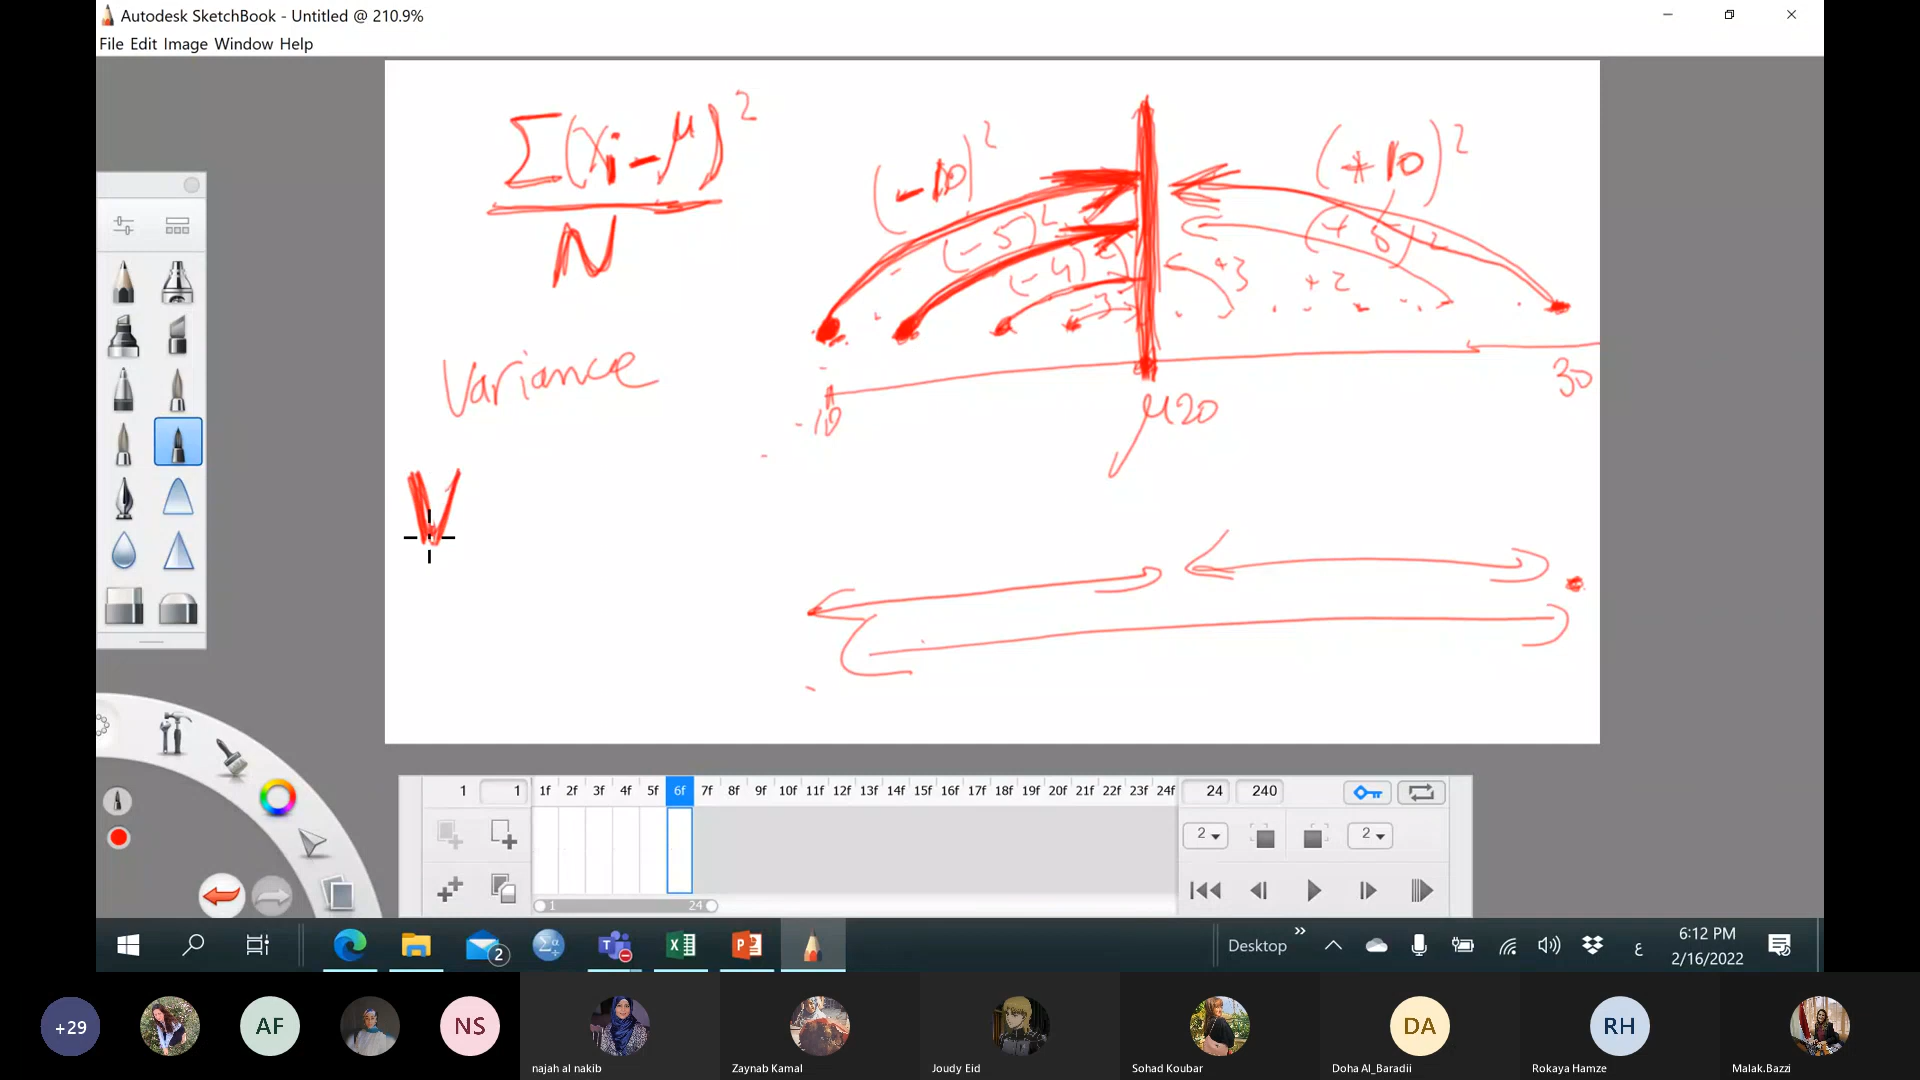 Autodesk SketchBook - Untitled @ 210.9%
File Edit Image Window Help
Σ(xi-μ)²
N
(-10)²
(+10)²
(-5)²
(+5)²
(-4)²
-3
+3
+2
Variance
-10
μ20
30
V
1 1 1f 2f 3f 4f 5f 6f 7f 8f 9f 10f 11f 12f 13f 14f 15f 16f 17f 18f 19f 20f 21f 22f 23f 24f 24 240
2 2
1 24
2
Desktop
ع
6:12 PM
2/16/2022
+29
AF
NS
DA
RH
najah al nakib
Zaynab Kamal
Joudy Eid
Sohad Koubar
Doha Al_Baradii
Rokaya Hamze
Malak.Bazzi